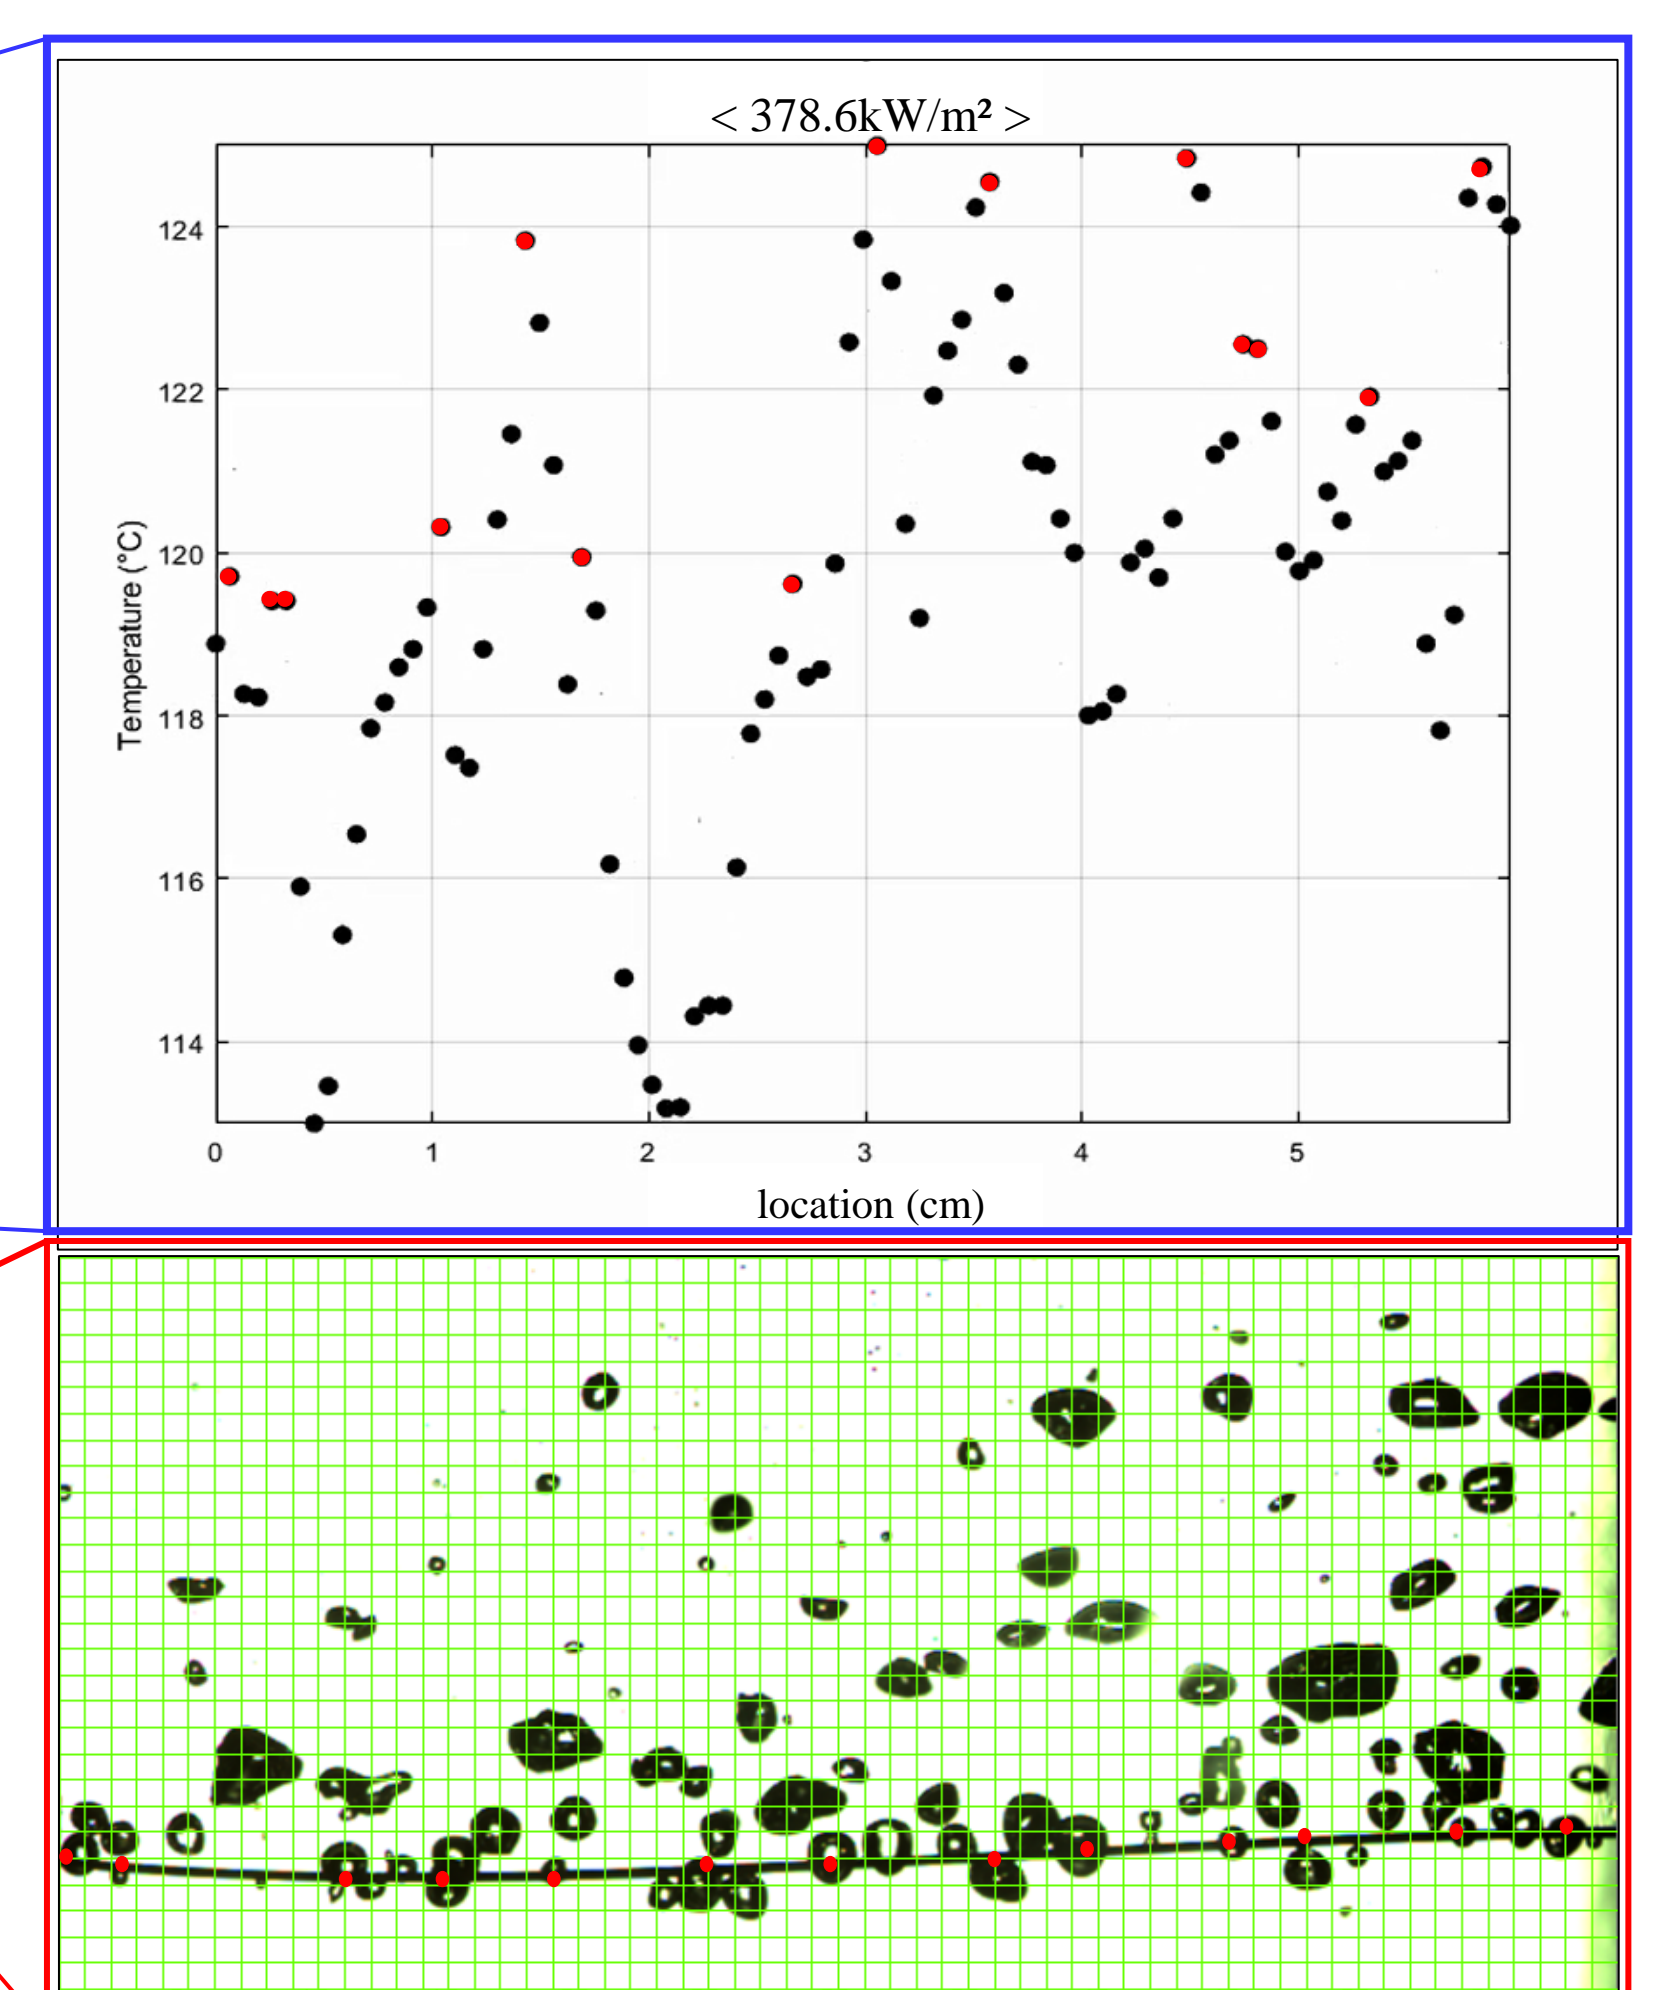 < 378.6kW/m² >
124
122
120
118
116
114
Temperature (°C)
0 1 2 3 4 5
location (cm)